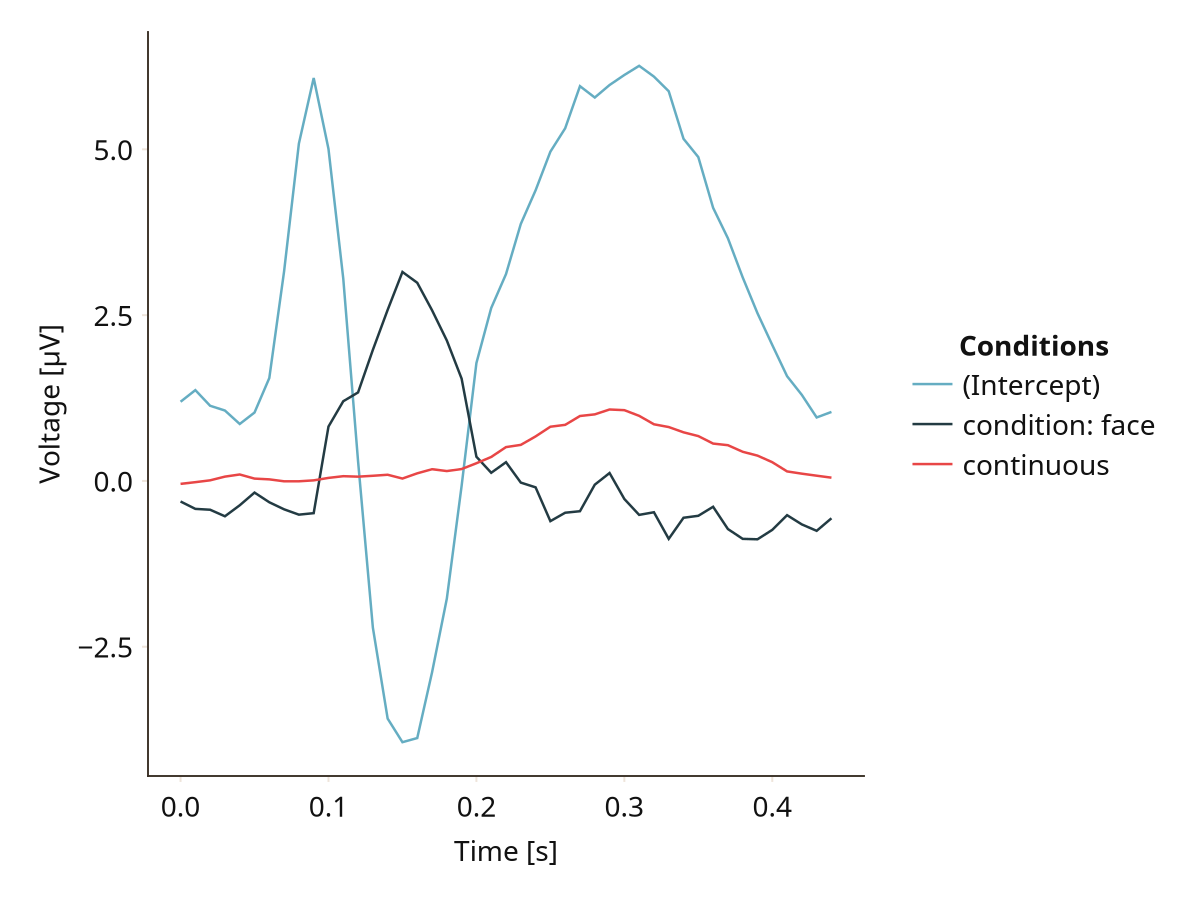 5.0
2.5
0.0
−2.5
Voltage [µV]
0.0 0.1 0.2 0.3 0.4
Time [s]
Conditions
(Intercept)
condition: face
continuous